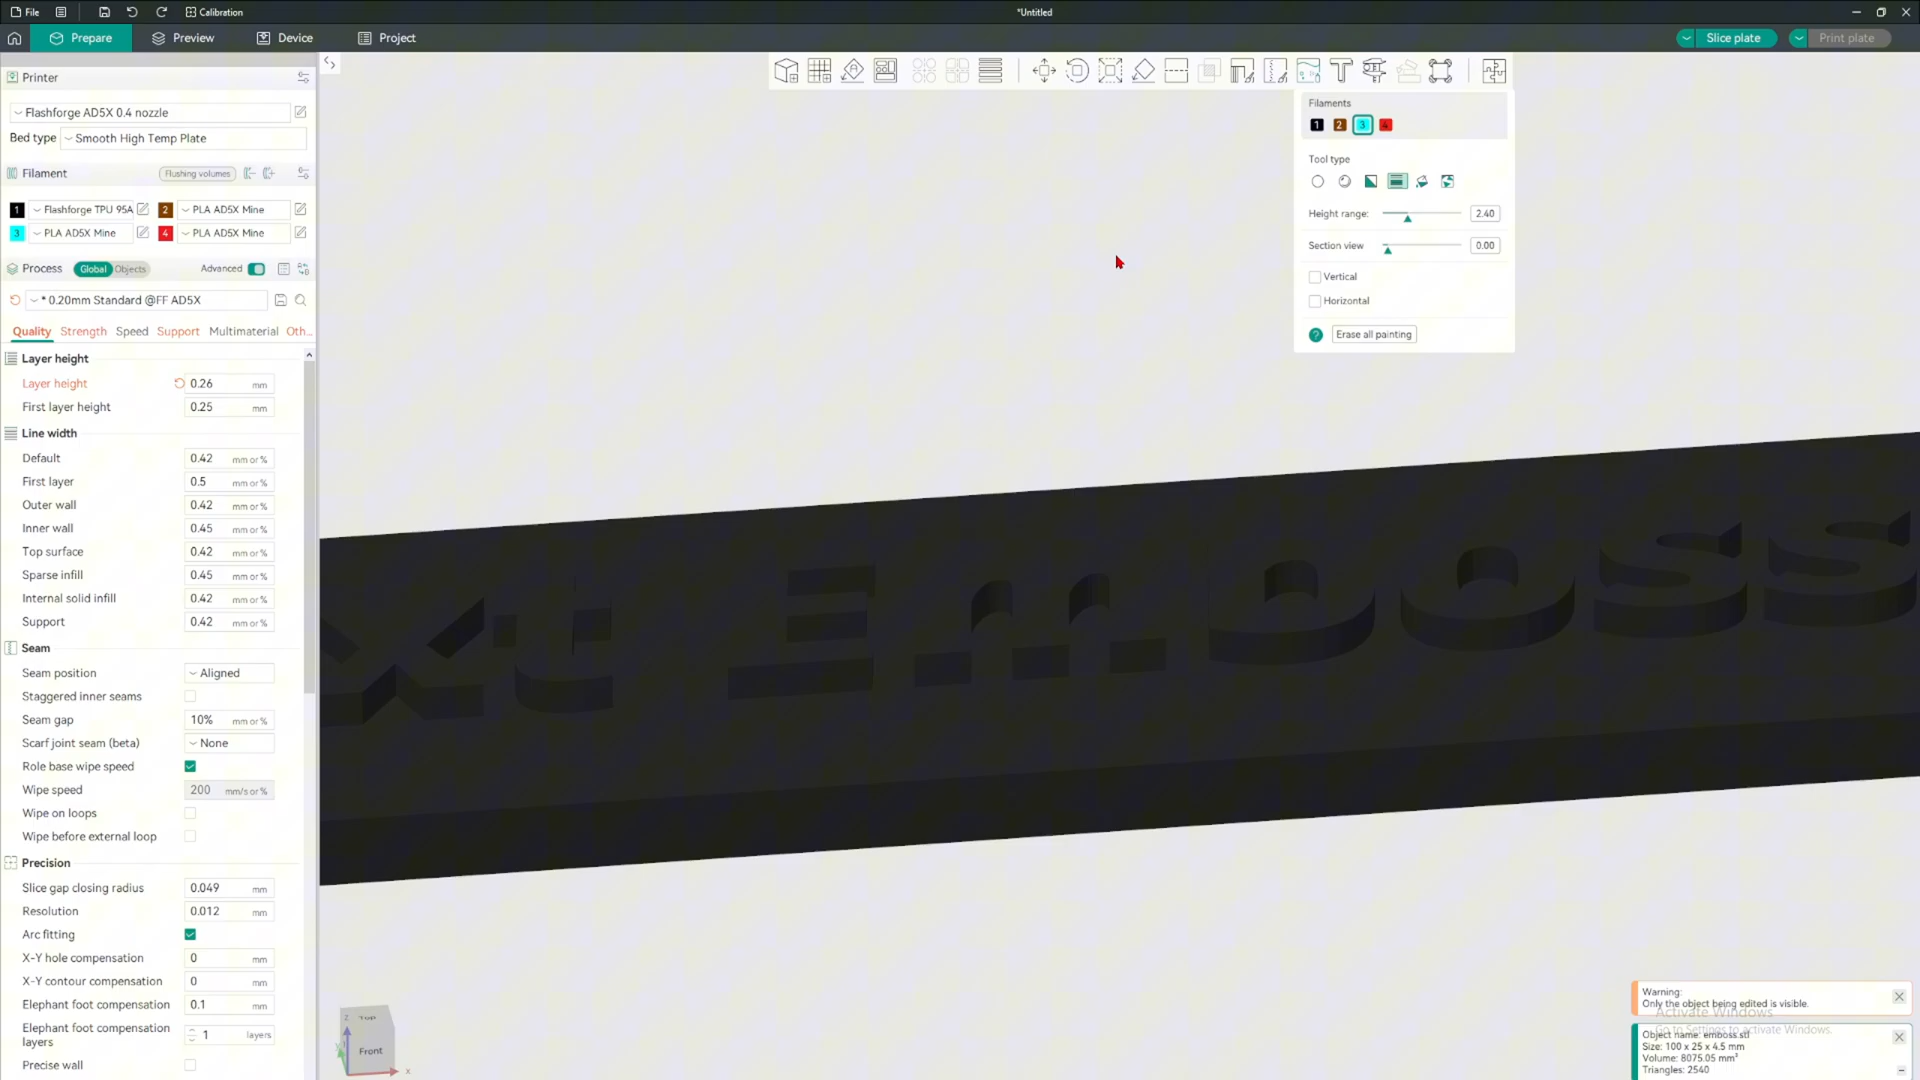 File
Calibration
*Untitled
Prepare
Preview
Device
Project
Slice plate
Print plate
Printer
Flashforge AD5X 0.4 nozzle
Bed type
Smooth High Temp Plate
Filament
Flushing volumes
1 Flashforge TPU 95A
2 PLA AD5X Mine
3 PLA AD5X Mine
4 PLA AD5X Mine
Process
Global
Objects
Advanced
* 0.20mm Standard @FF AD5X
Quality
Strength
Speed
Support
Multimaterial
Oth...
Layer height
Layer height 0.26 mm
First layer height 0.25 mm
Line width
Default 0.42 mm or %
First layer 0.5 mm or %
Outer wall 0.42 mm or %
Inner wall 0.45 mm or %
Top surface 0.42 mm or %
Sparse infill 0.45 mm or %
Internal solid infill 0.42 mm or %
Support 0.42 mm or %
Seam
Seam position Aligned
Staggered inner seams
Seam gap 10% mm or %
Scarf joint seam (beta) None
Role base wipe speed
Wipe speed 200 mm/s or %
Wipe on loops
Wipe before external loop
Precision
Slice gap closing radius 0.049 mm
Resolution 0.012 mm
Arc fitting
X-Y hole compensation 0 mm
X-Y contour compensation 0 mm
Elephant foot compensation 0.1 mm
Elephant foot compensation
layers 1 layers
Precise wall
Filaments
1 2 3 4
Tool type
Height range: 2.40
Section view 0.00
Vertical
Horizontal
? Erase all painting
xt Emboss
Top
Front
Z
X
Warning:
Only the object being edited is visible.
Activate Windows
Go to Settings to activate Windows.
Object name: emboss.stl
Size: 100 x 25 x 4.5 mm
Volume: 8075.05 mm³
Triangles: 2540